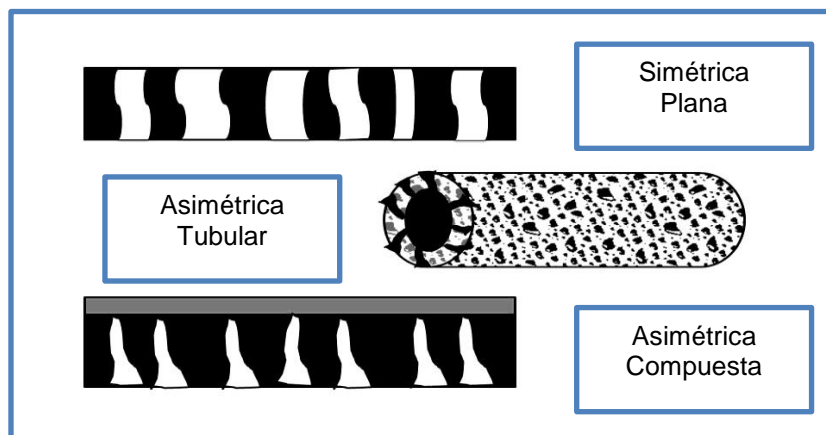 Simétrica
Plana
Asimétrica
Tubular
Asimétrica
Compuesta